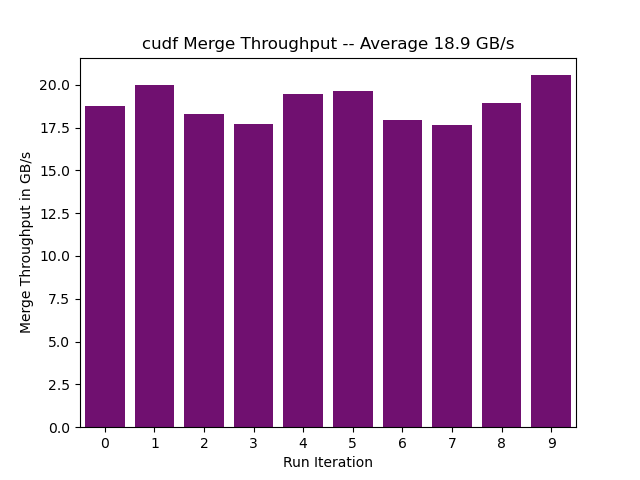 cudf Merge Throughput -- Average 18.9 GB/s
Merge Throughput in GB/s
20.0
17.5
15.0
12.5
10.0
7.5
5.0
2.5
0.0
0 1 2 3 4 5 6 7 8 9
Run Iteration